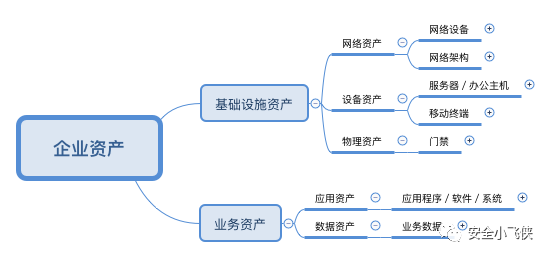 企业资产
基础设施资产
网络资产
网络设备
网络架构
设备资产
服务器 / 办公主机
移动终端
物理资产
门禁
业务资产
应用资产
应用程序 / 软件 / 系统
数据资产
业务数据
安全小飞侠